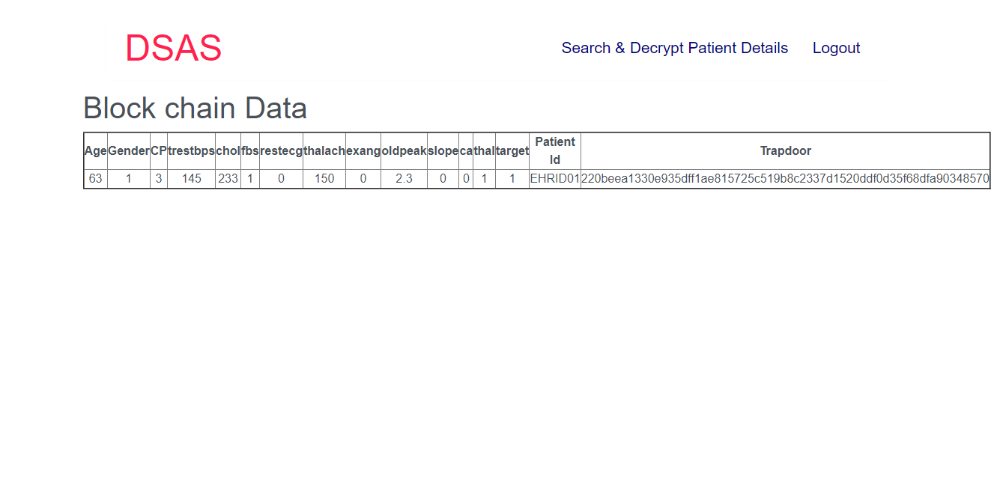 DSAS
Search & Decrypt Patient Details Logout
Block chain Data
Age Gender CP trestbps chol fbs restecg thalach exang oldpeak slope ca thal target Patient Id Trapdoor
63 1 3 145 233 1 0 150 0 2.3 0 0 1 1 EHRID01 220beea1330e935dff1ae815725c519b8c2337d1520ddf0d35f68dfa90348570